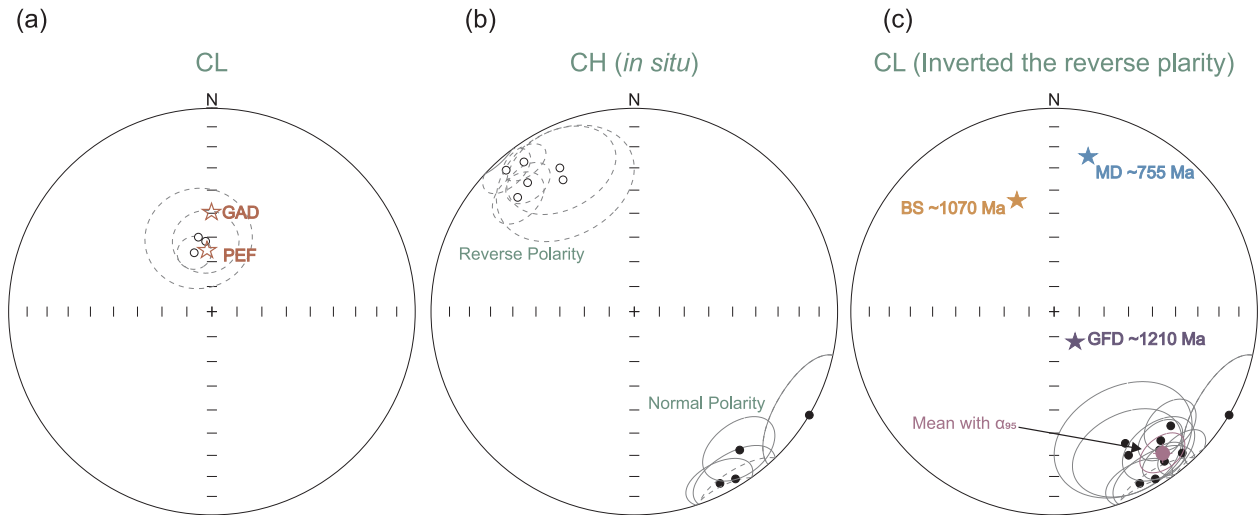 (a)
(b)
(c)
CL
CH (in situ)
CL (Inverted the reverse plarity)
N
N
N
GAD
PEF
Reverse Polarity
Normal Polarity
MD ~755 Ma
BS ~1070 Ma
GFD ~1210 Ma
Mean with α95